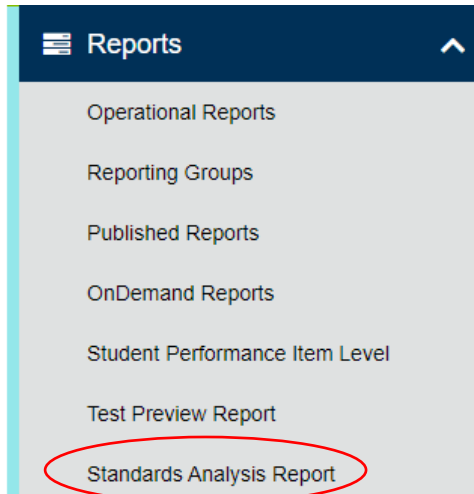 Reports
Operational Reports
Reporting Groups
Published Reports
OnDemand Reports
Student Performance Item Level
Test Preview Report
Standards Analysis Report